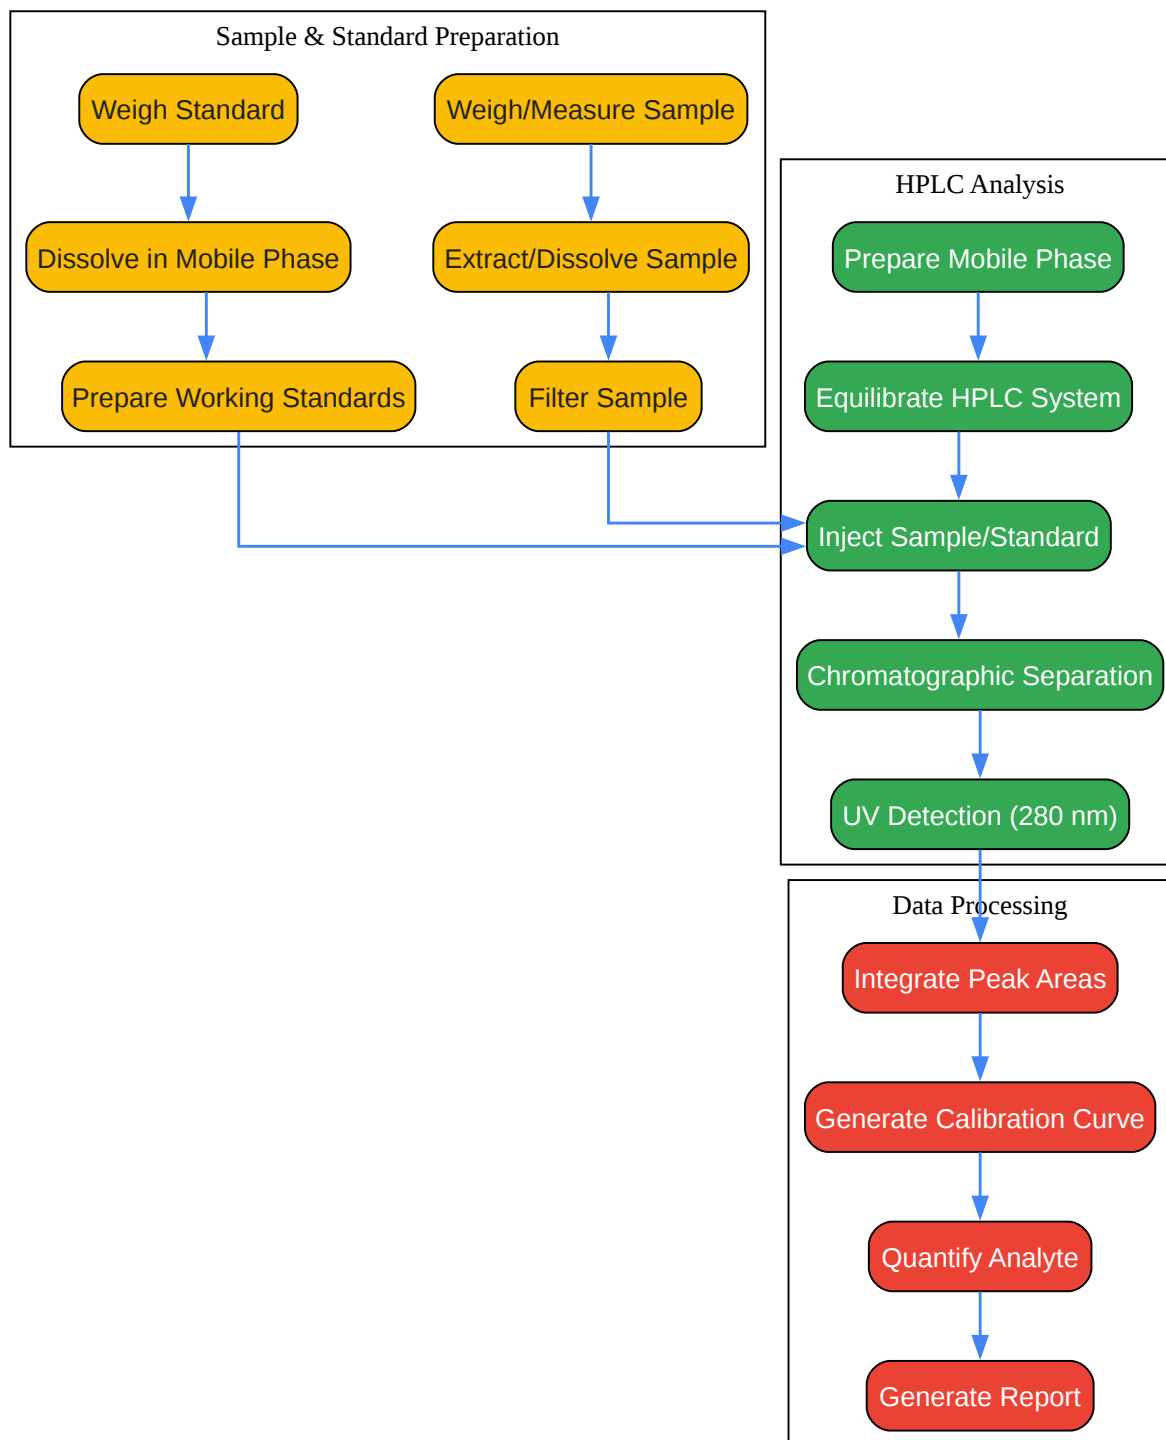 Sample & Standard Preparation
Weigh Standard
Weigh/Measure Sample
Dissolve in Mobile Phase
Extract/Dissolve Sample
Prepare Working Standards
Filter Sample
HPLC Analysis
Prepare Mobile Phase
Equilibrate HPLC System
Inject Sample/Standard
Chromatographic Separation
UV Detection (280 nm)
Data Processing
Integrate Peak Areas
Generate Calibration Curve
Quantify Analyte
Generate Report